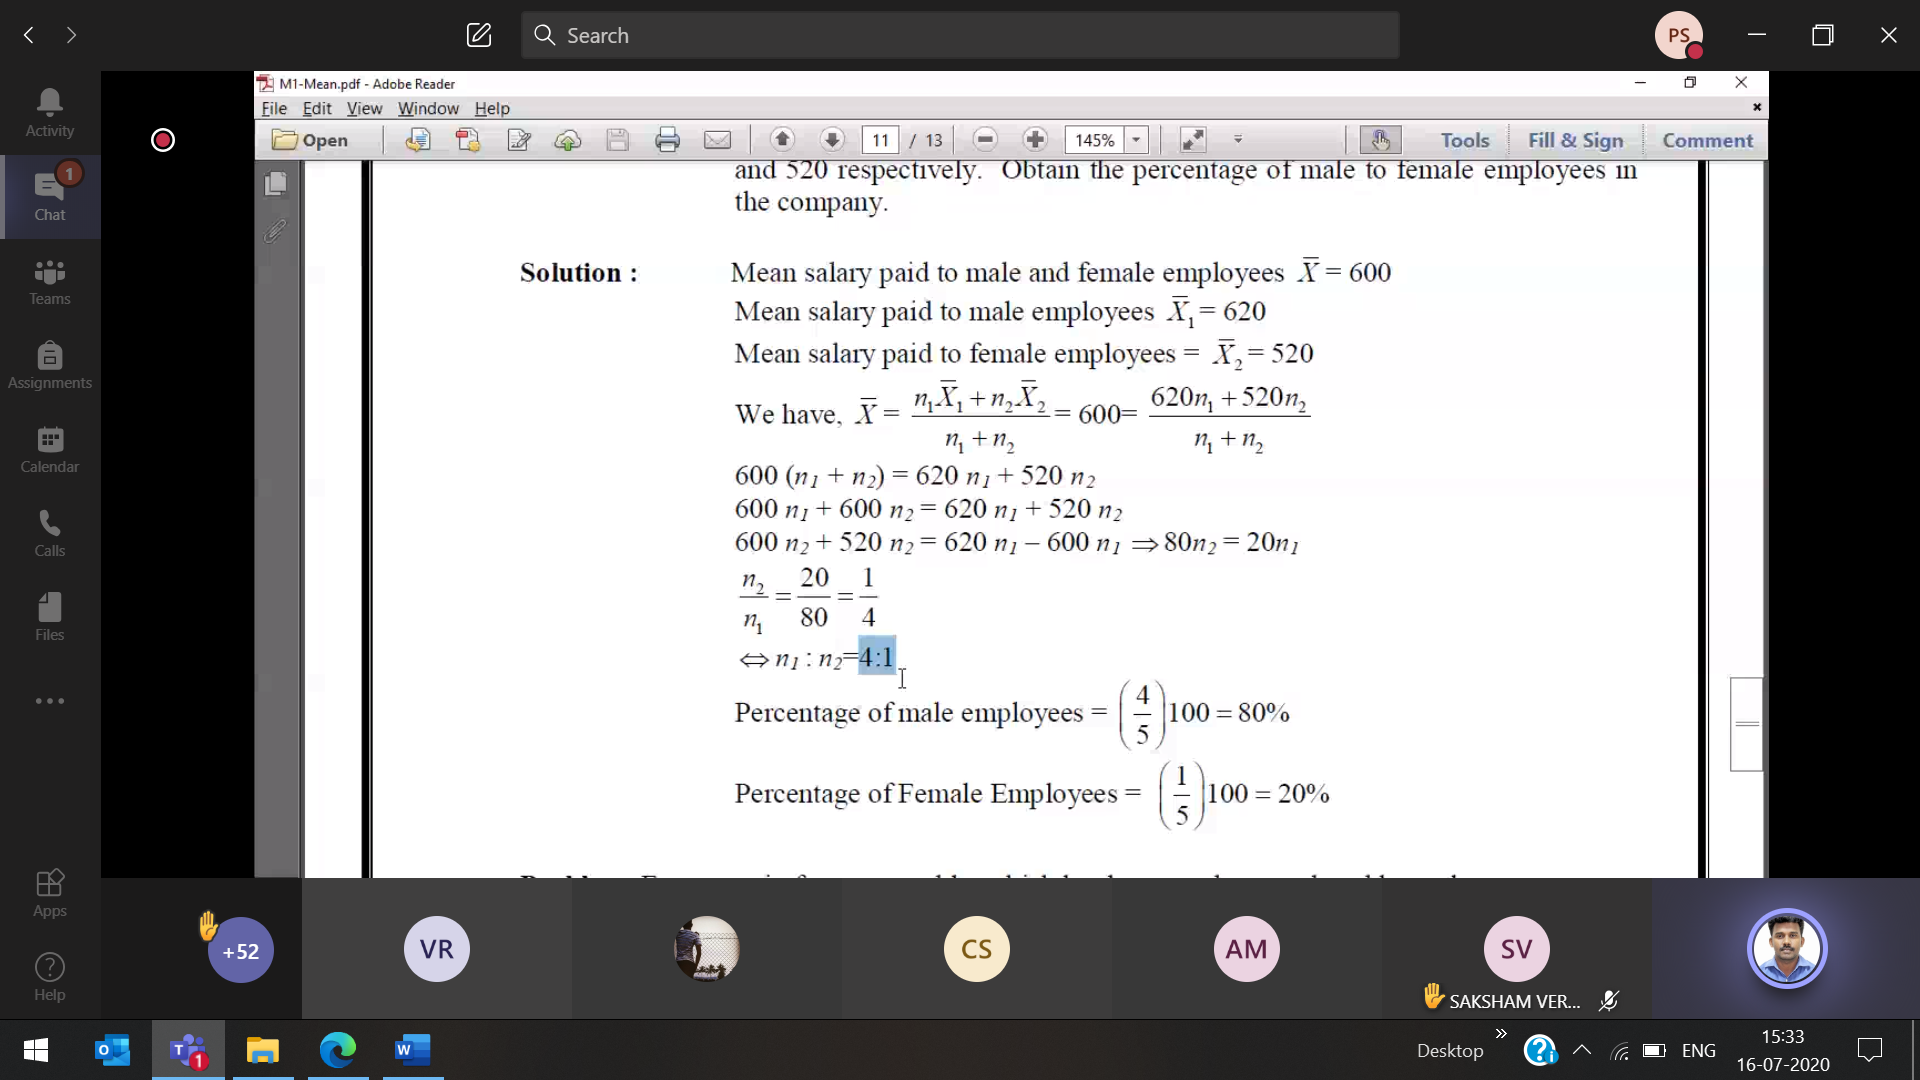 Search
PS
M1-Mean.pdf - Adobe Reader
File Edit View Window Help
Open 11 / 13 145% Tools Fill & Sign Comment
Activity
1
Chat
Teams
Assignments
Calendar
Calls
Files
Apps
Help
and 520 respectively. Obtain the percentage of male to female employees in
the company.
Solution : Mean salary paid to male and female employees X̅ = 600
Mean salary paid to male employees X̅₁ = 620
Mean salary paid to female employees = X̅₂ = 520
We have, X̅ = (n₁X̅₁ + n₂X̅₂)/(n₁ + n₂) = 600= (620n₁ + 520n₂)/(n₁ + n₂)
600 (n₁ + n₂) = 620 n₁ + 520 n₂
600 n₁ + 600 n₂ = 620 n₁ + 520 n₂
600 n₂ + 520 n₂ = 620 n₁ – 600 n₁ ⇒ 80n₂ = 20n₁
n₂/n₁ = 20/80 = 1/4
⇔ n₁ : n₂=4:1
Percentage of male employees = (4/5)100 = 80%
Percentage of Female Employees = (1/5)100 = 20%
+52
VR
CS
AM
SV
SAKSHAM VER...
1
Desktop
ENG
15:33
16-07-2020